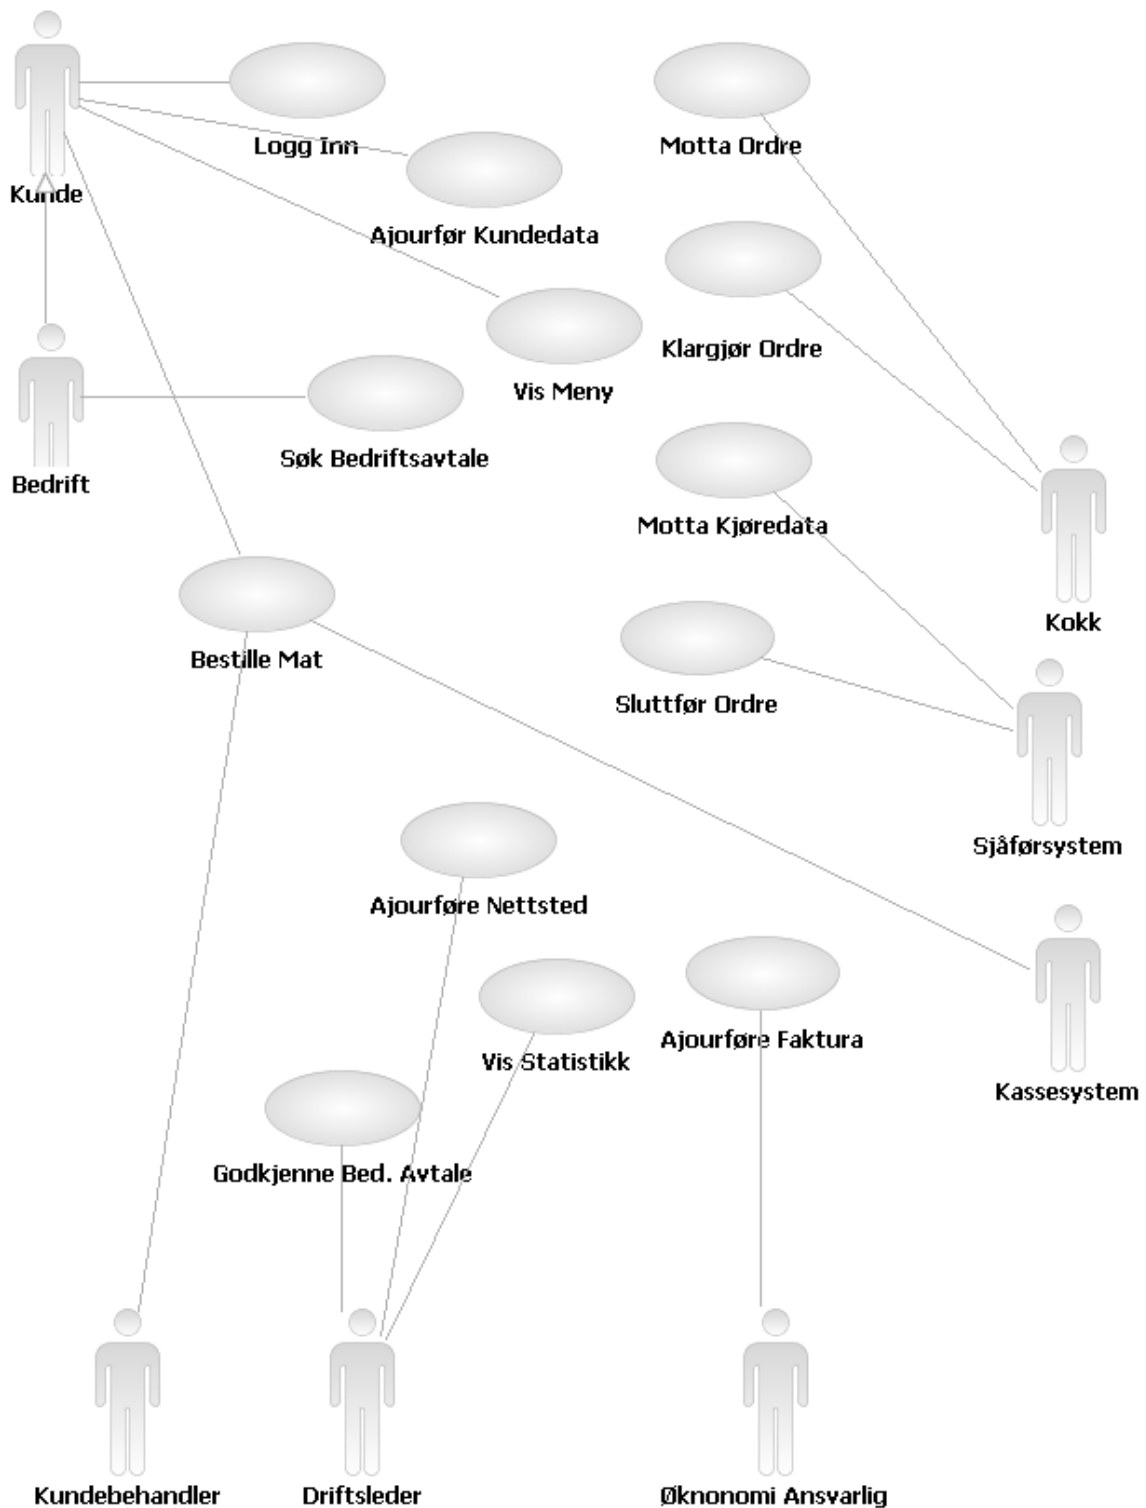 Logg Inn
Motta Ordre
Kunde
Ajourfør Kundedata
Klargjør Ordre
Vis Meny
Søk Bedriftsavtale
Bedrift
Motta Kjøredata
Kokk
Bestille Mat
Sluttfør Ordre
Sjåførsystem
Ajourføre Nettsted
Ajourføre Faktura
Vis Statistikk
Kassesystem
Godkjenne Bed. Avtale
Kundebehandler
Driftsleder
Øknonomi Ansvarlig